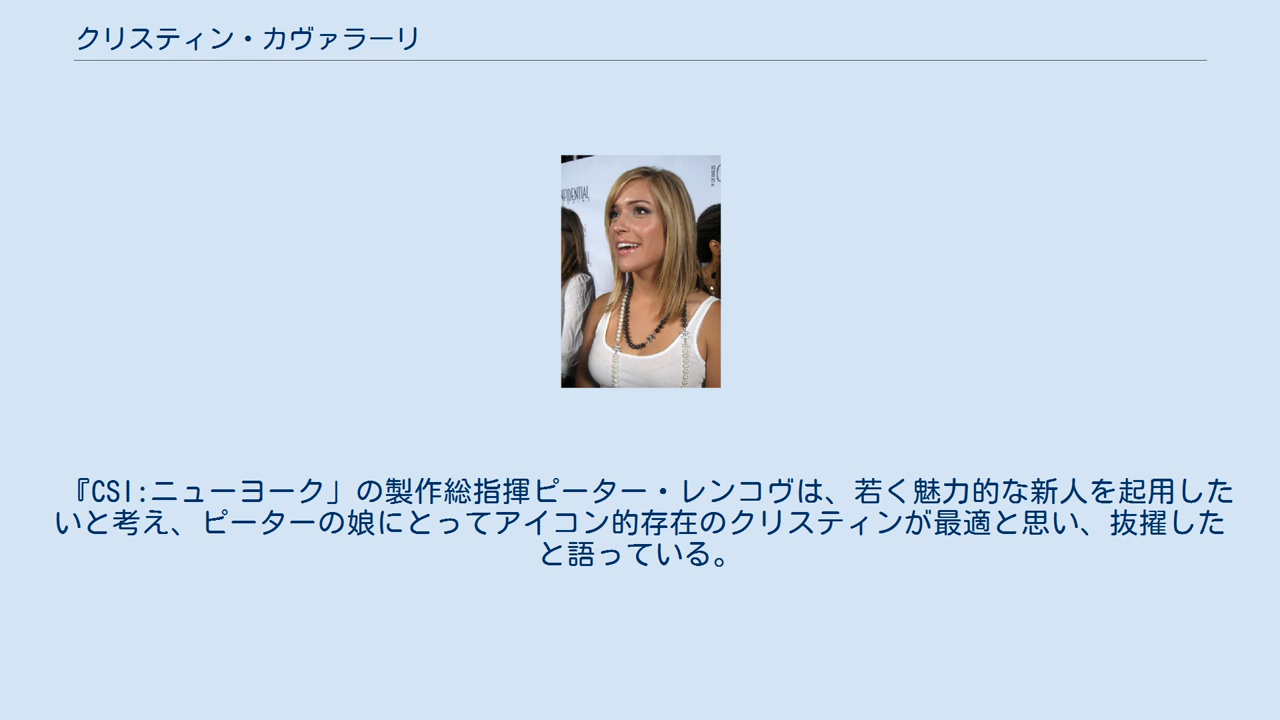 クリスティン・カヴァラーリ
『CSI:ニューヨーク」の製作総指揮ピーター・レンコヴは、若く魅力的な新人を起用した
いと考え、ピーターの娘にとってアイコン的存在のクリスティンが最適と思い、抜擢した
と語っている。